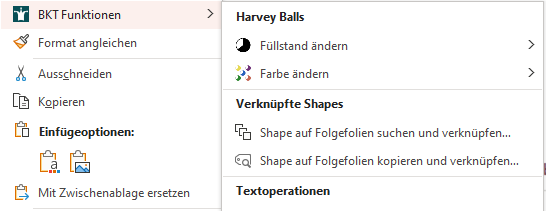 BKT Funktionen
Format angleichen
Ausschneiden
Kopieren
Einfügeoptionen:
Mit Zwischenablage ersetzen
Harvey Balls
Füllstand ändern
Farbe ändern
Verknüpfte Shapes
Shape auf Folgefolien suchen und verknüpfen...
Shape auf Folgefolien kopieren und verknüpfen...
Textoperationen